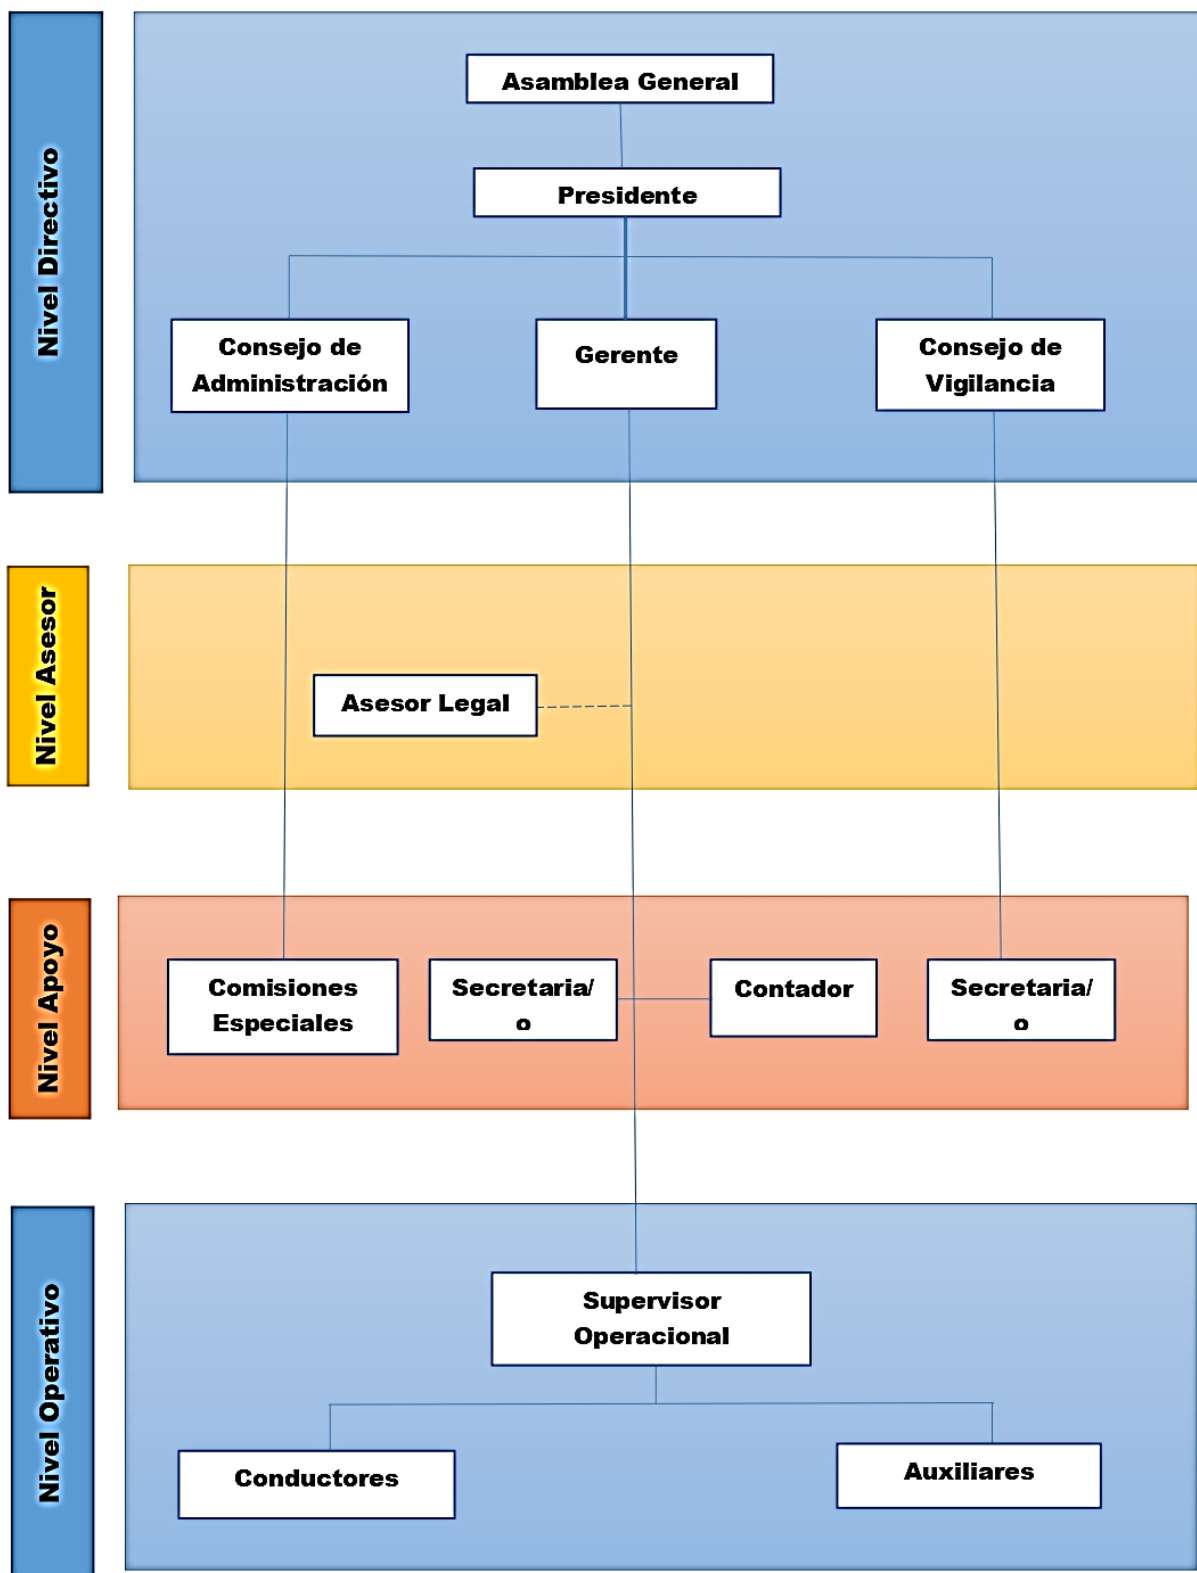 Nivel Directivo
Asamblea General
Presidente
Consejo de
Administración
Gerente
Consejo de
Vigilancia
Nivel Asesor
Asesor Legal
Nivel Apoyo
Comisiones
Especiales
Secretaria/
o
Contador
Secretaria/
o
Nivel Operativo
Supervisor
Operacional
Conductores
Auxiliares